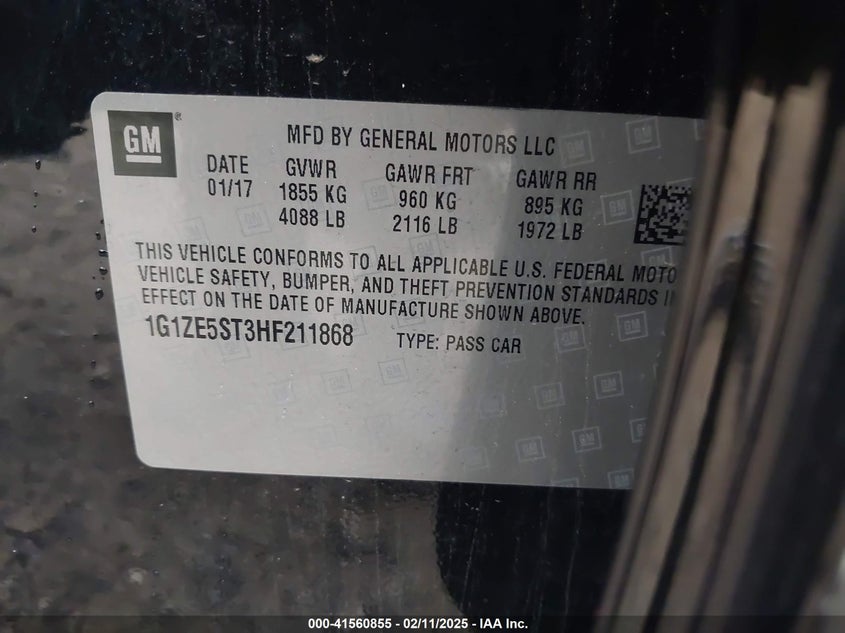 GM
MFD BY GENERAL MOTORS LLC
DATE GVWR GAWR FRT GAWR RR
01/17 1855 KG 960 KG 895 KG
4088 LB 2116 LB 1972 LB
THIS VEHICLE CONFORMS TO ALL APPLICABLE U.S. FEDERAL MOTO
VEHICLE SAFETY, BUMPER, AND THEFT PREVENTION STANDARDS I
EFFECT ON THE DATE OF MANUFACTURE SHOWN ABOVE.
1G1ZE5ST3HF211868 TYPE: PASS CAR
000-41560855 / 02/11/2025 - IAA Inc.